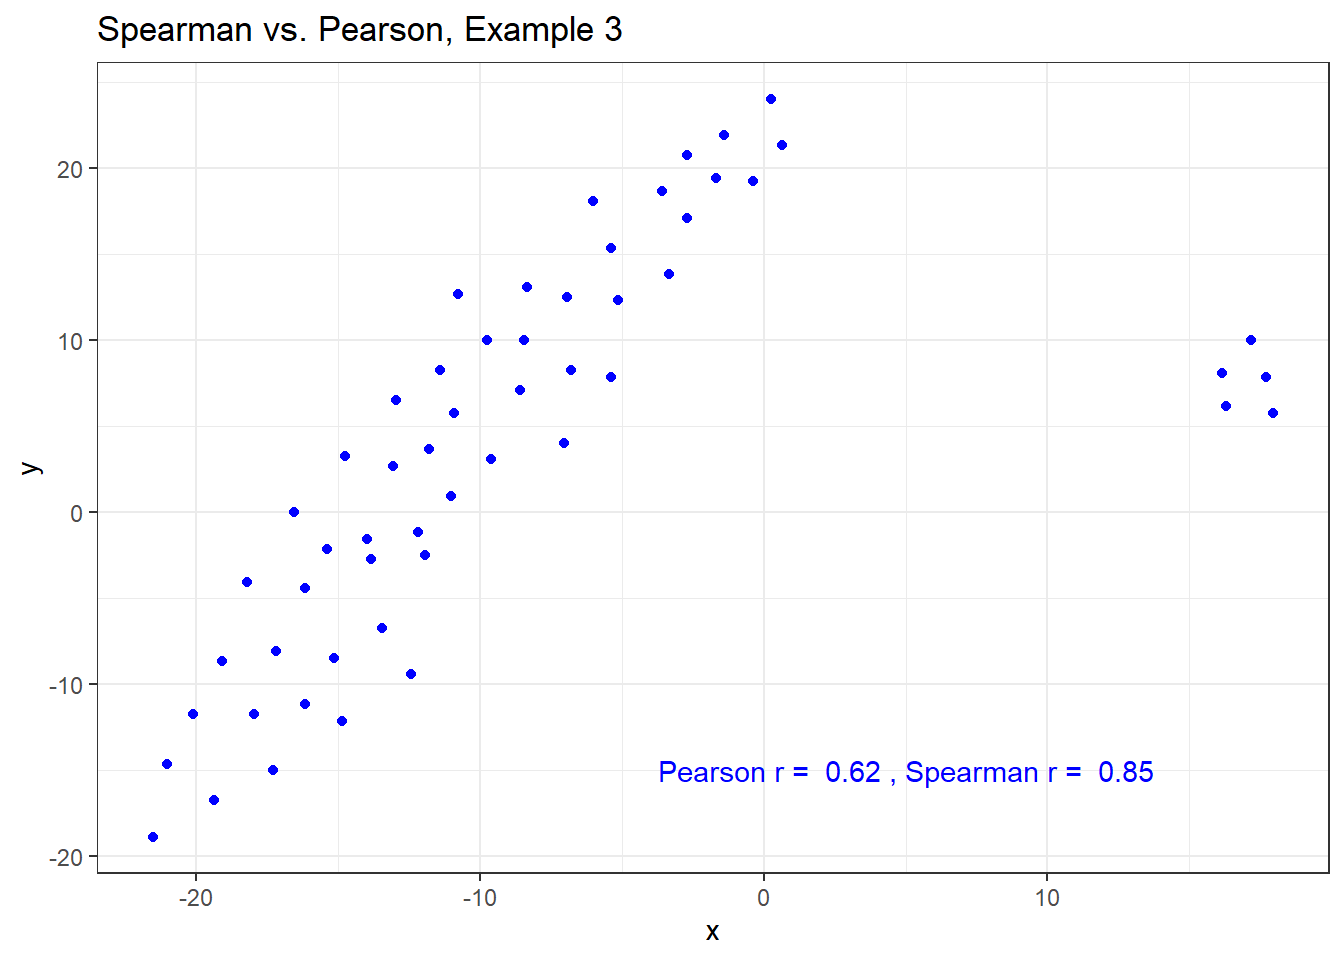 Spearman vs. Pearson, Example 3
20
10
0
-10
-20
y
Pearson r =  0.62 , Spearman r =  0.85
-20 -10 0 10
x